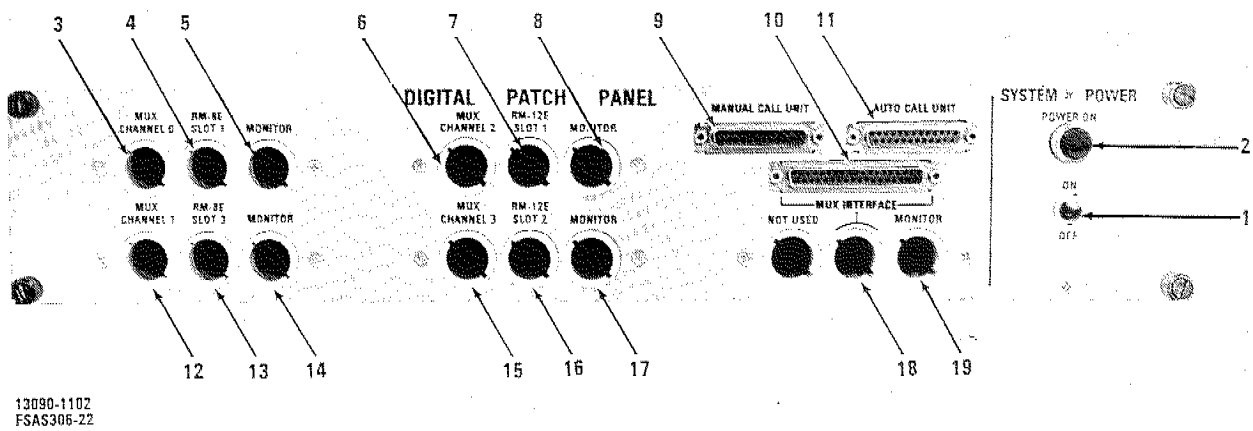 3 4 5 6 7 8 9 10 11
DIGITAL PATCH PANEL
MUX CHANNEL 0
RM-8E SLOT 1
MONITOR
MUX CHANNEL 2
RM-12E SLOT 1
MONITOR
MANUAL CALL UNIT
AUTO CALL UNIT
SYSTEM POWER
POWER ON
2
ON
1
OFF
MUX CHANNEL 1
RM-8E SLOT 3
MONITOR
MUX CHANNEL 3
RM-12E SLOT 2
MONITOR
MUX INTERFACE
NOT USED
MONITOR
12 13 14 15 16 17 18 19
13090-1102
FSAS306-22